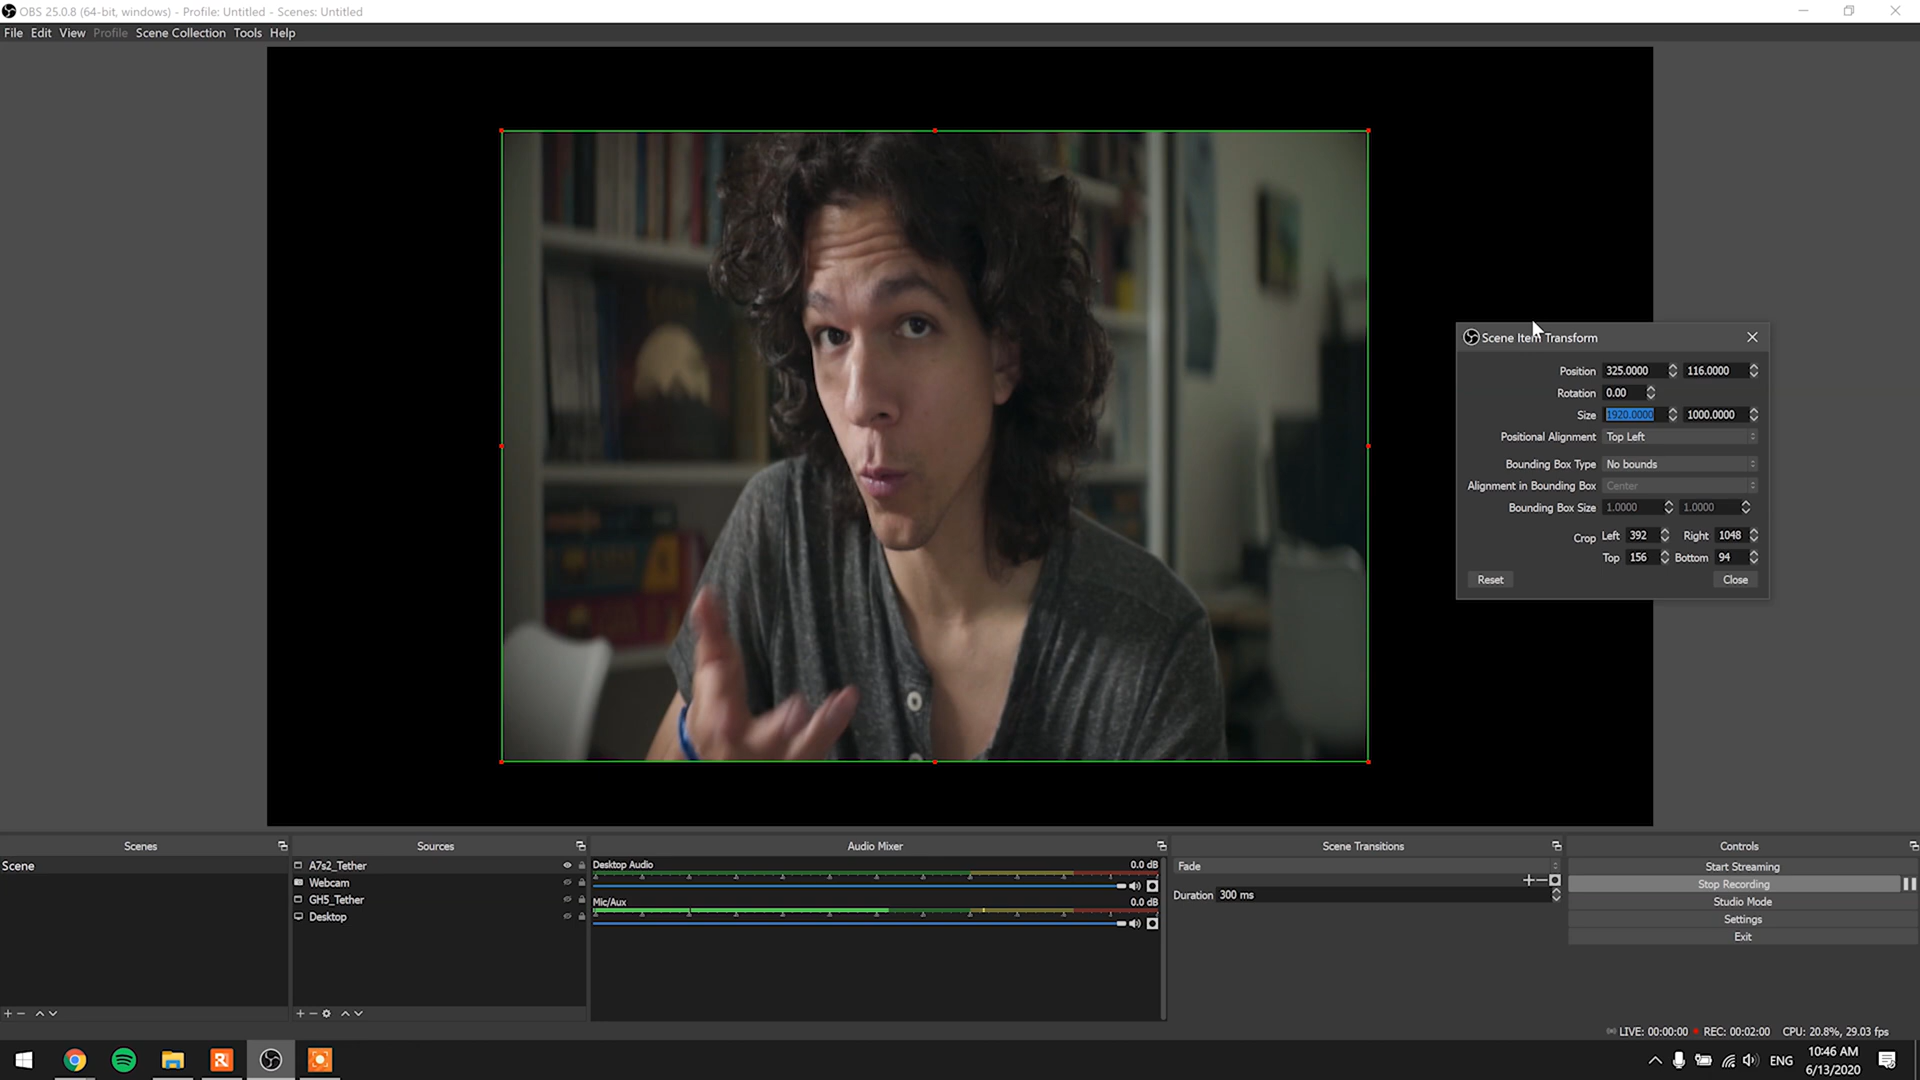 OBS 25.0.8 (64-bit, windows) - Profile: Untitled - Scenes: Untitled
File Edit View Profile Scene Collection Tools Help
Scene Item Transform
Position 325.0000 116.0000
Rotation 0.00
Size 1920.0000 1000.0000
Positional Alignment Top Left
Bounding Box Type No bounds
Alignment in Bounding Box Center
Bounding Box Size 1.0000 1.0000
Crop Left 392 Right 1048
Top 156 Bottom 94
Reset Close
Scenes
Scene
Sources
A7s2_Tether
Webcam
GH5_Tether
Desktop
Audio Mixer
Desktop Audio 0.0 dB
Mic/Aux 0.0 dB
Scene Transitions
Fade
Duration 300 ms
Controls
Start Streaming
Stop Recording
Studio Mode
Settings
Exit
LIVE: 00:00:00 REC: 00:02:00 CPU: 20.8%, 29.03 fps
ENG
10:46 AM
6/13/2020